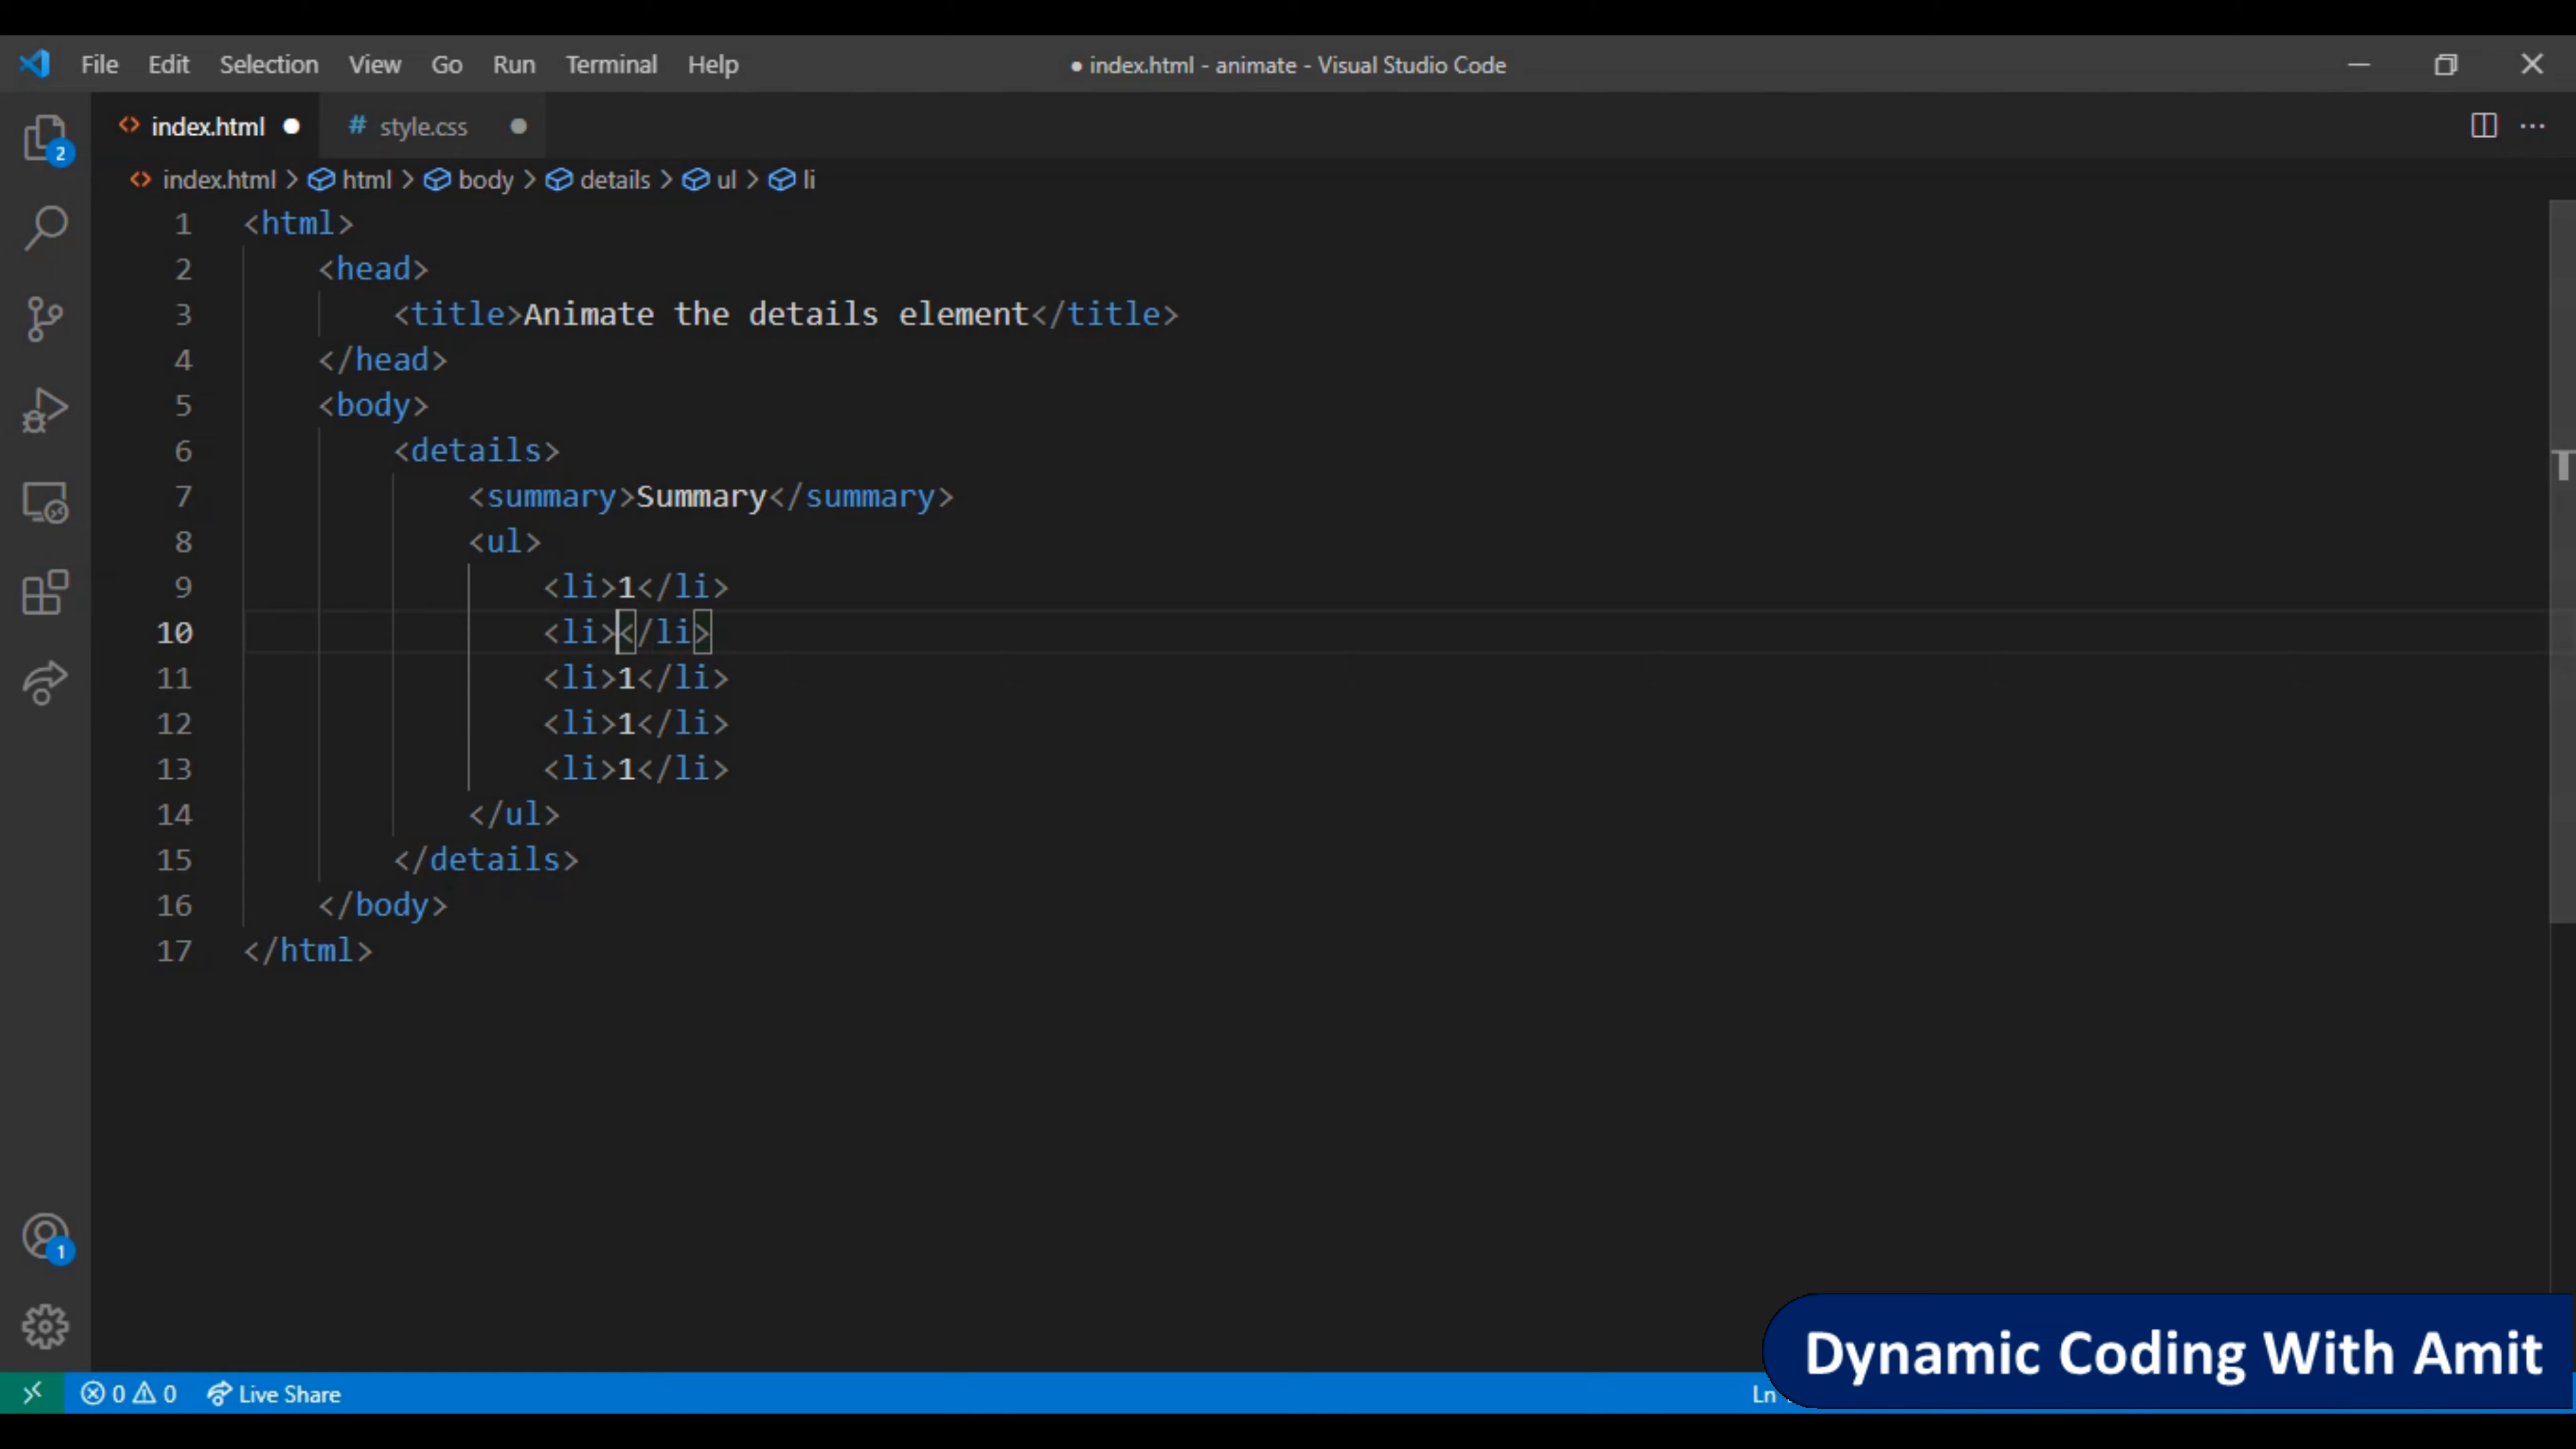 File Edit Selection View Go Run Terminal Help ● index.html - animate - Visual Studio Code
index.html ● # style.css ●
2
index.html > html > body > details > ul > li
1 <html>
2 <head>
3 <title>Animate the details element</title>
4 </head>
5 <body>
6 <details>
7 <summary>Summary</summary>
8 <ul>
9 <li>1</li>
10 <li></li>
11 <li>1</li>
12 <li>1</li>
13 <li>1</li>
14 </ul>
15 </details>
16 </body>
17 </html>
1
Dynamic Coding With Amit
0 0 Live Share Ln